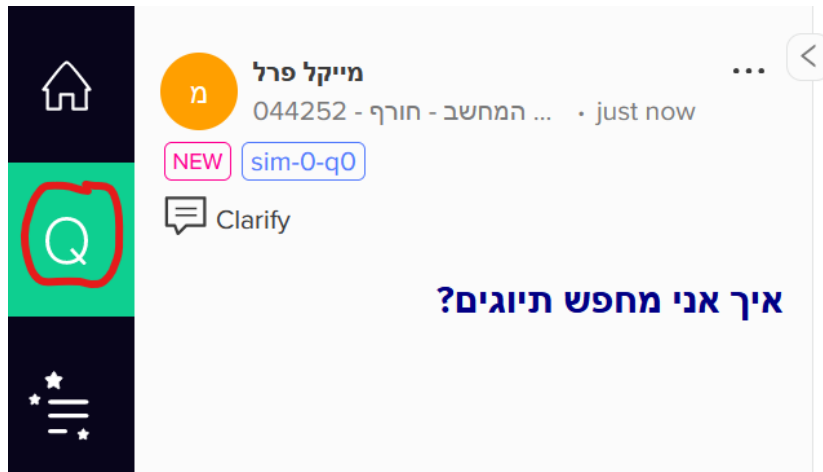 מייקל פרל
044252 - המחשב - חורף ... · just now
NEW sim-0-q0
Clarify
Q
איך אני מחפש תיוגים?